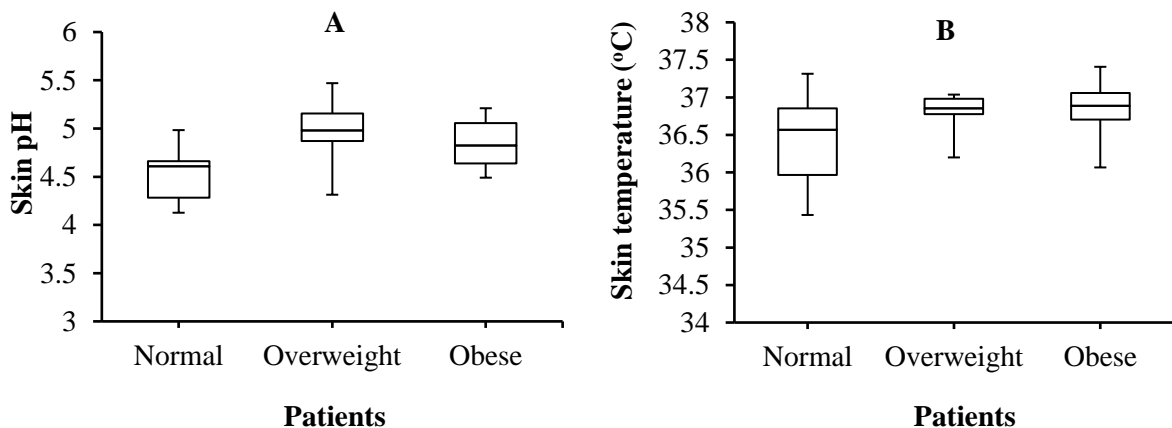 A
Skin pH
6
5.5
5
4.5
4
3.5
3
Normal Overweight Obese
Patients
B
Skin temperature (ᵒC)
38
37.5
37
36.5
36
35.5
35
34.5
34
Normal Overweight Obese
Patients